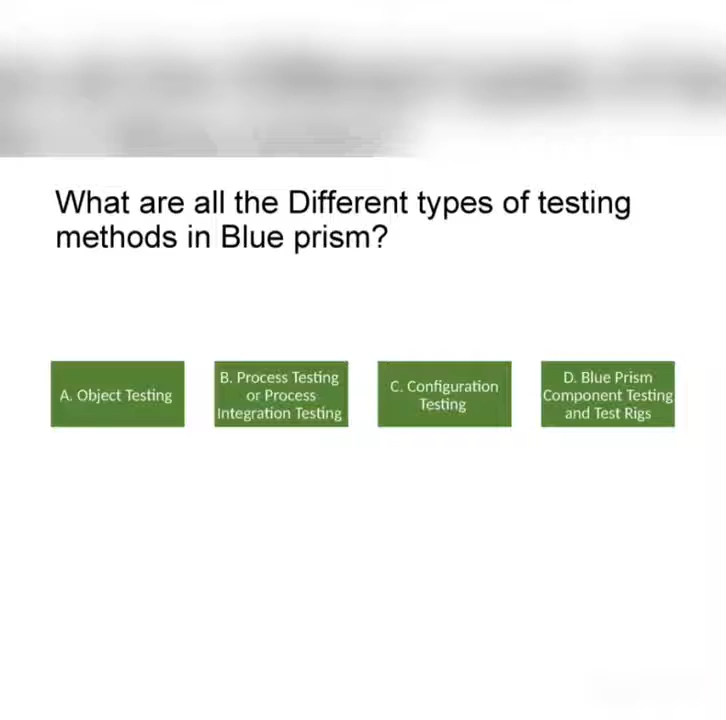 What are all the Different types of testing
methods in Blue prism?
A. Object Testing
B. Process Testing
or Process
Integration Testing
C. Configuration
Testing
D. Blue Prism
Component Testing
and Test Rigs